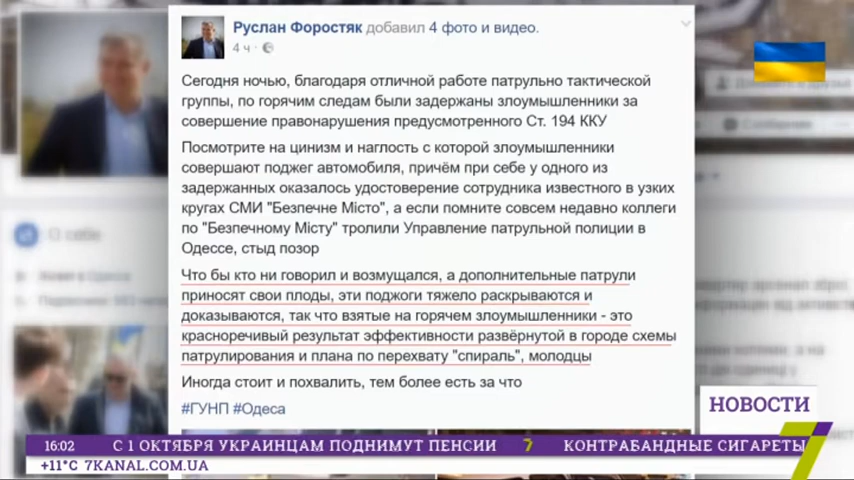 Руслан Форостяк добавил 4 фото и видео.
4 ч ·
Сегодня ночью, благодаря отличной работе патрульно тактической
группы, по горячим следам были задержаны злоумышленники за
совершение правонарушения предусмотренного Ст. 194 ККУ
Посмотрите на цинизм и наглость с которой злоумышленники
совершают поджег автомобиля, причём при себе у одного из
задержанных оказалось удостоверение сотрудника известного в узких
кругах СМИ "Безпечне Місто", а если помните совсем недавно коллеги
по "Безпечному Місту" тролили Управление патрульной полиции в
Одессе, стыд позор
Что бы кто ни говорил и возмущался, а дополнительные патрули
приносят свои плоды, эти поджоги тяжело раскрываются и
доказываются, так что взятые на горячем злоумышленники - это
красноречивый результат эффективности развёрнутой в городе схемы
патрулирования и плана по перехвату "спираль", молодцы
Иногда стоит и похвалить, тем более есть за что
#ГУНП #Одеса
О себе
НОВОСТИ
16:02 С 1 ОКТЯБРЯ УКРАИНЦАМ ПОДНИМУТ ПЕНСИИ 7 КОНТРАБАНДНЫЕ СИГАРЕТЫ
+11°C 7KANAL.COM.UA
7